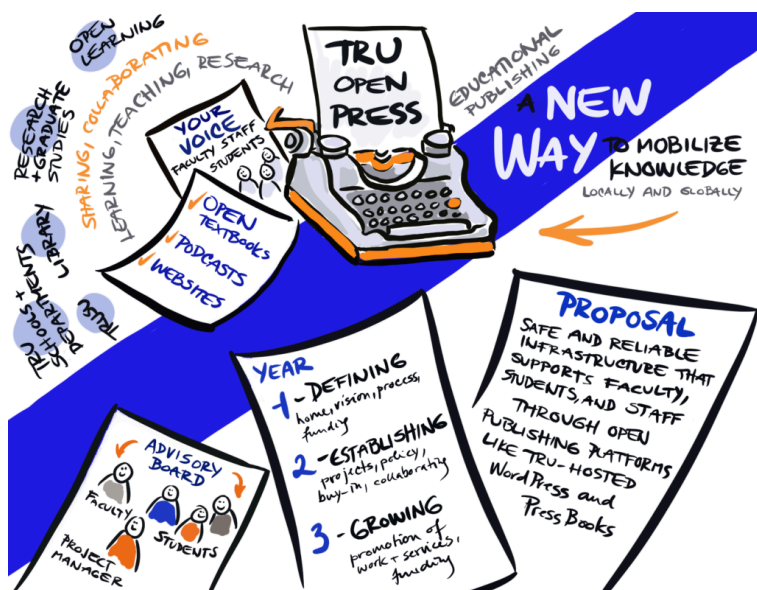 OPEN
LEARNING
RESEARCH
+ GRADUATE
STUDIES
LIBRARY
TRU
SCHOOLS +
DEPARTMENTS
TRUSU
SHARING, COLLABORATING
LEARNING, TEACHING, RESEARCH
YOUR
VOICE
FACULTY STAFF
STUDENTS
✓OPEN
TEXTBOOKS
✓PODCASTS
✓WEBSITES
TRU
OPEN
PRESS
EDUCATIONAL
PUBLISHING
A NEW
WAY TO MOBILIZE
KNOWLEDGE
LOCALLY AND GLOBALLY
ADVISORY
BOARD
FACULTY
STUDENTS
PROJECT
MANAGER
YEAR
1 - DEFINING
home, vision, process,
funding
2 - ESTABLISHING
projects, policy,
buy-in, collaborating
3 - GROWING
promotion of
work + services,
funding
PROPOSAL
SAFE AND RELIABLE
INFRASTRUCTURE THAT
SUPPORTS FACULTY,
STUDENTS, AND STAFF
THROUGH OPEN
PUBLISHING PLATFORMS
LIKE TRU-HOSTED
WORDPRESS and
PRESSBOOKS